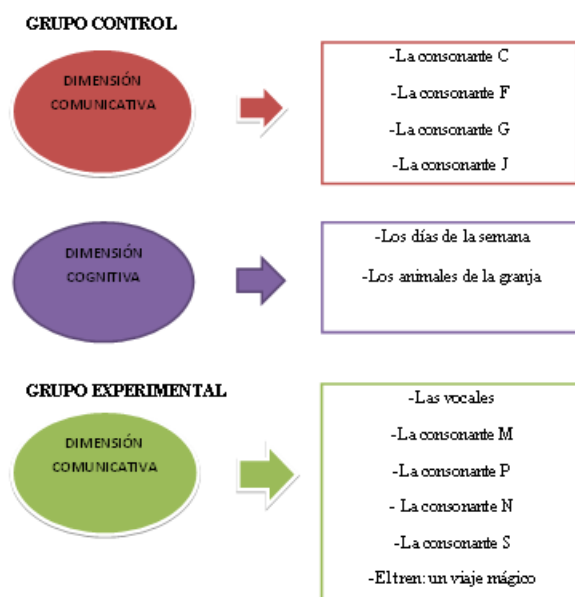 GRUPO CONTROL
DIMENSIÓN
COMUNICATIVA
-La consonante C
-La consonante F
-La consonante G
-La consonante J
DIMENSIÓN
COGNITIVA
-Los días de la semana
-Los animales de la granja
GRUPO EXPERIMENTAL
DIMENSIÓN
COMUNICATIVA
-Las vocales
-La consonante M
-La consonante P
- La consonante N
-La consonante S
-El tren: un viaje mágico